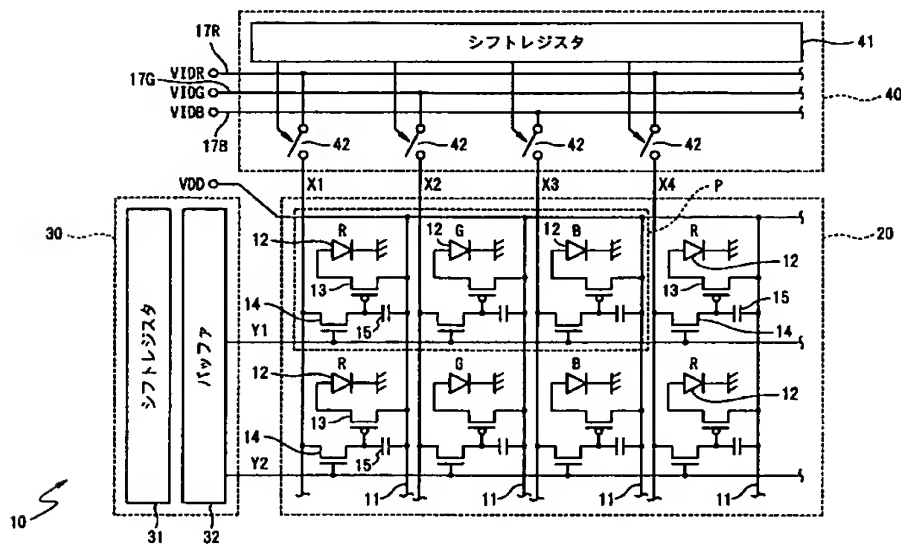 シフトレジスタ
41
17R
VIDR
17G
VIDG
VIDB
17B
40
42 42 42 42
VDD
X1 X2 X3 X4 P
30 20
12 R 12 G 12 B R 12
13 13
14 15 15 14
Y1
シフトレジスタ
バッファ
12 R G B R 12
13
14 15
Y2
11 11 11 11
10
31 32